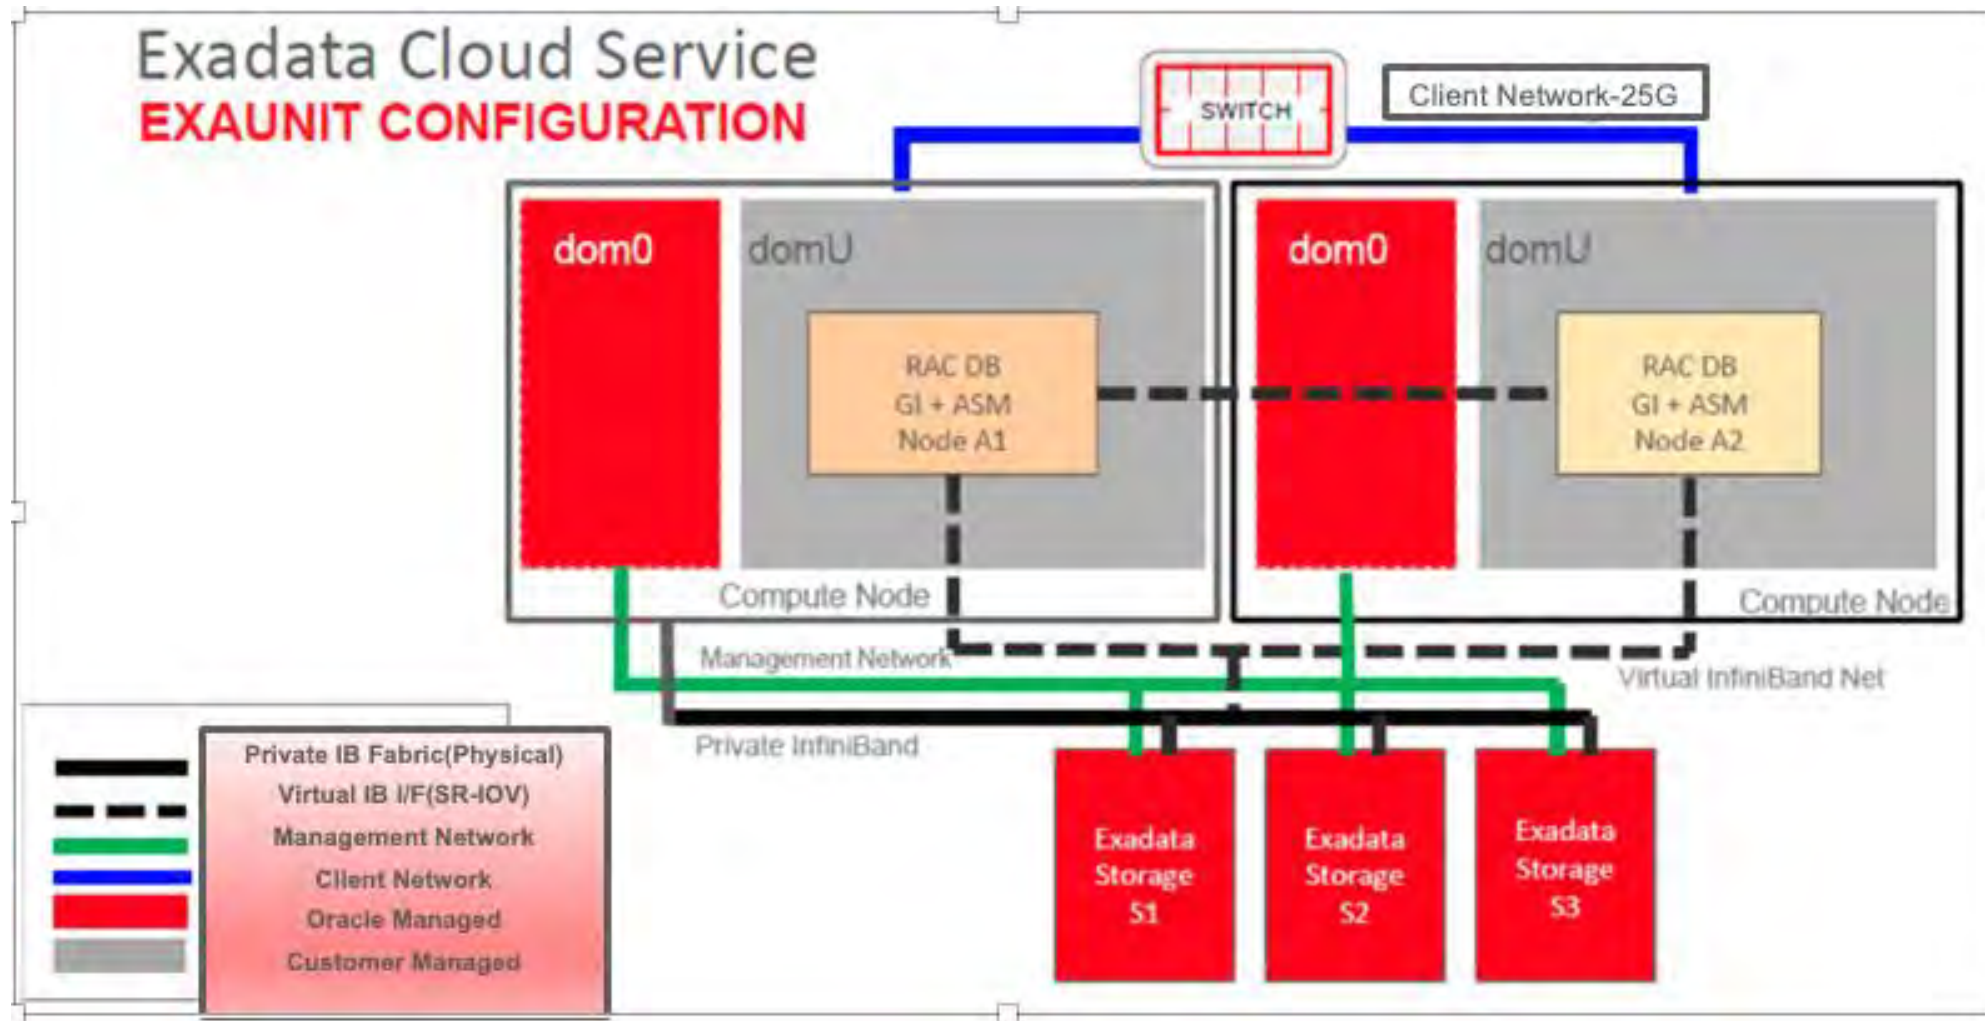 Exadata Cloud Service
EXAUNIT CONFIGURATION
SWITCH
Client Network-25G
dom0
domU
dom0
domU
RAC DB
GI + ASM
Node A1
RAC DB
GI + ASM
Node A2
Compute Node
Compute Node
Management Network
Virtual InfiniBand Net
Private InfiniBand
Private IB Fabric(Physical)
Virtual IB I/F(SR-IOV)
Management Network
Client Network
Oracle Managed
Customer Managed
Exadata
Storage
S1
Exadata
Storage
S2
Exadata
Storage
S3